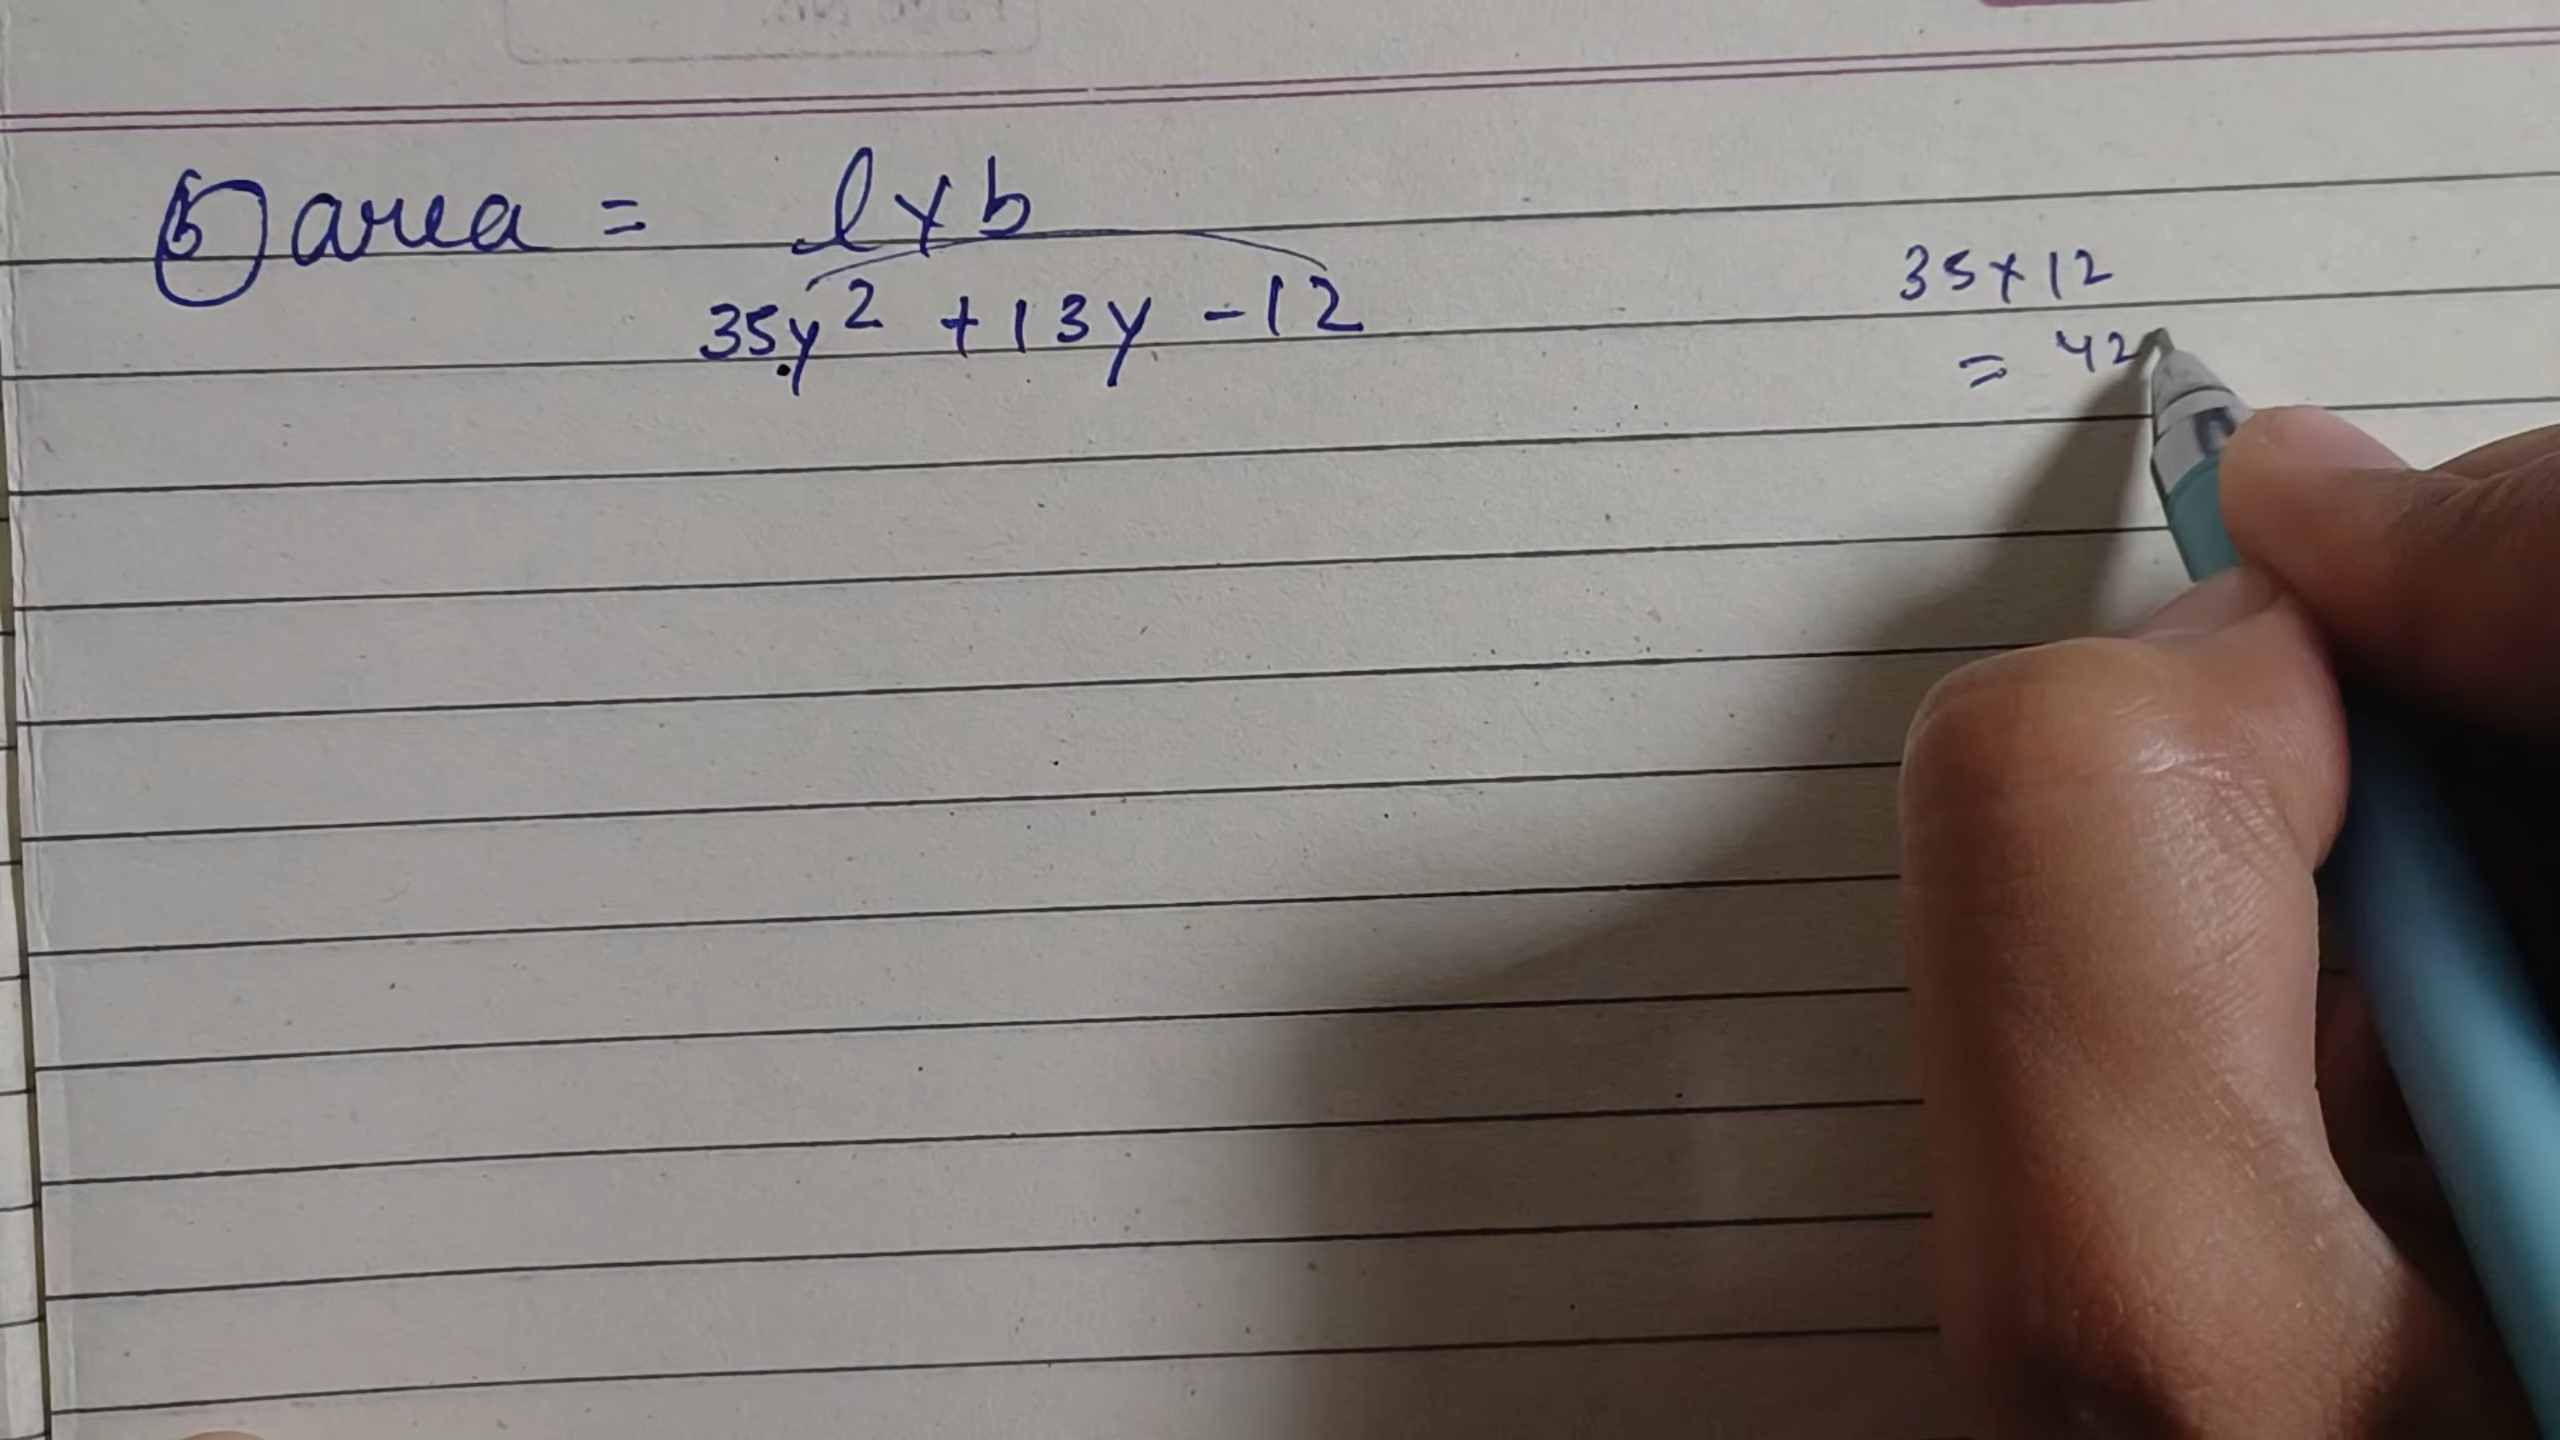 5 area = l x b
35y² + 13y - 12
35 x 12
= 42